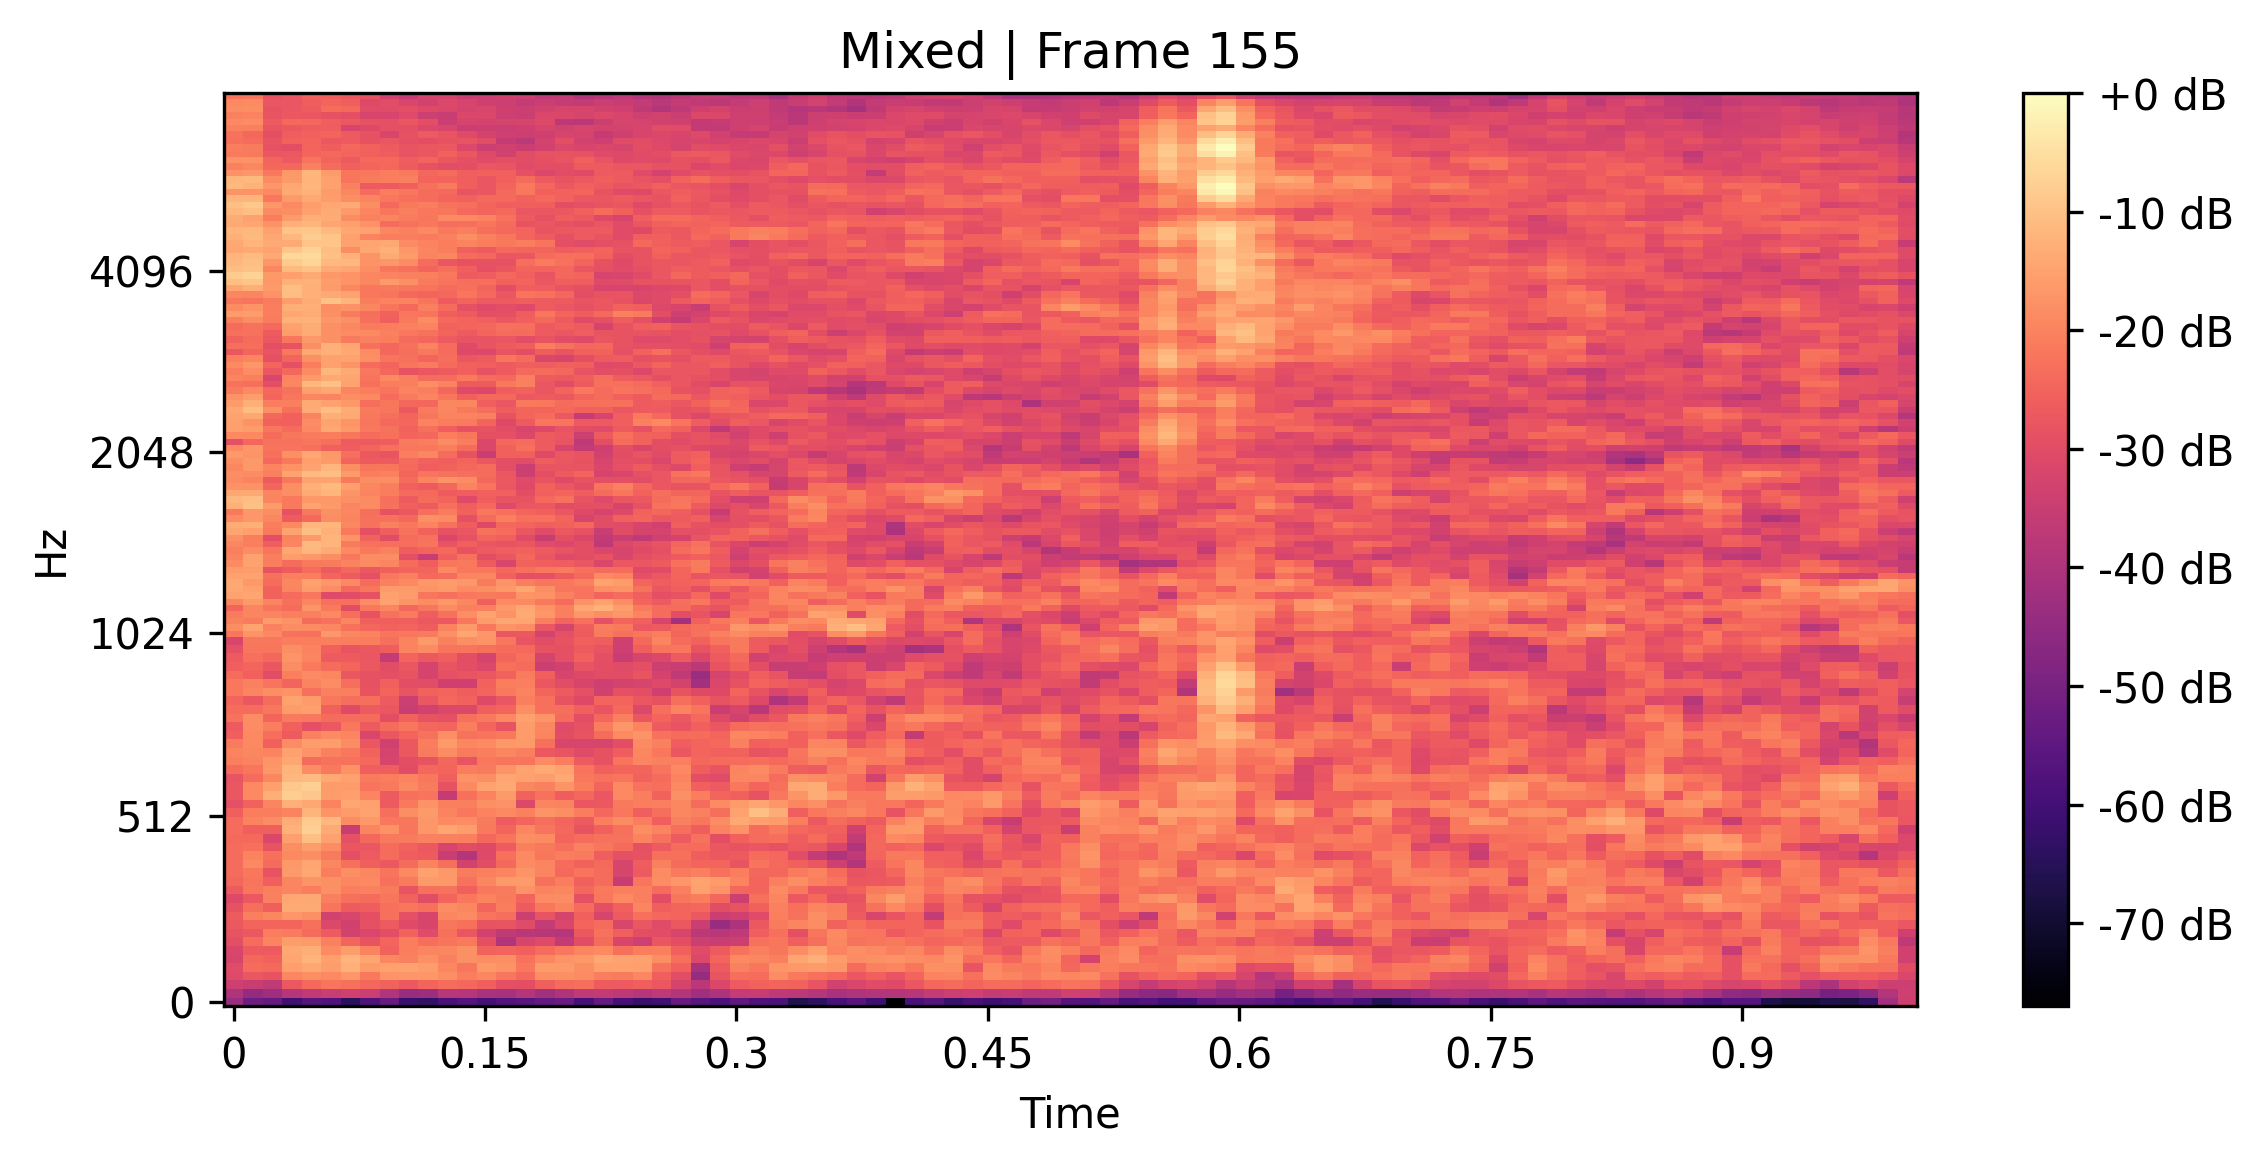 Mixed | Frame 155
+0 dB
-10 dB
-20 dB
-30 dB
-40 dB
-50 dB
-60 dB
-70 dB
Hz
4096
2048
1024
512
0
0
0.15
0.3
0.45
0.6
0.75
0.9
Time